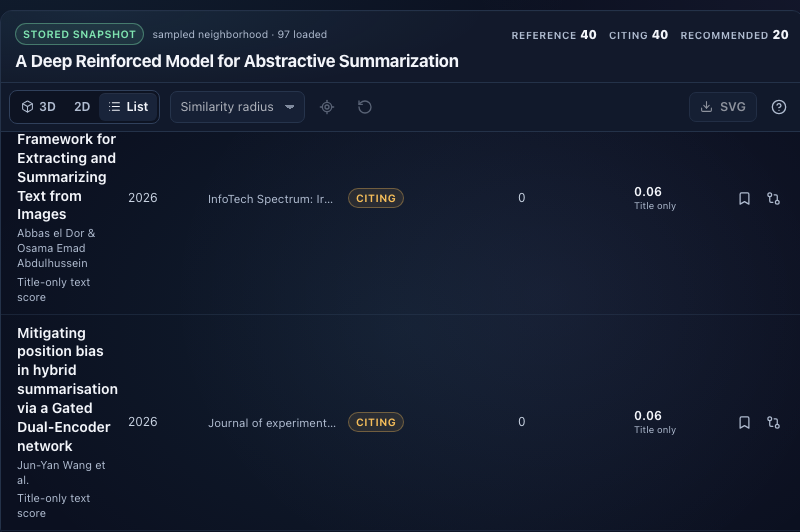 STORED SNAPSHOT sampled neighborhood · 97 loaded REFERENCE 40 CITING 40 RECOMMENDED 20
A Deep Reinforced Model for Abstractive Summarization
3D 2D List Similarity radius SVG
Framework for
Extracting and
Summarizing
Text from
Images
Abbas el Dor &
Osama Emad
Abdulhussein
Title-only text
score
2026
InfoTech Spectrum: Ir...
CITING
0
0.06
Title only
Mitigating
position bias
in hybrid
summarisation
via a Gated
Dual-Encoder
network
Jun-Yan Wang et
al.
Title-only text
score
2026
Journal of experiment...
CITING
0
0.06
Title only